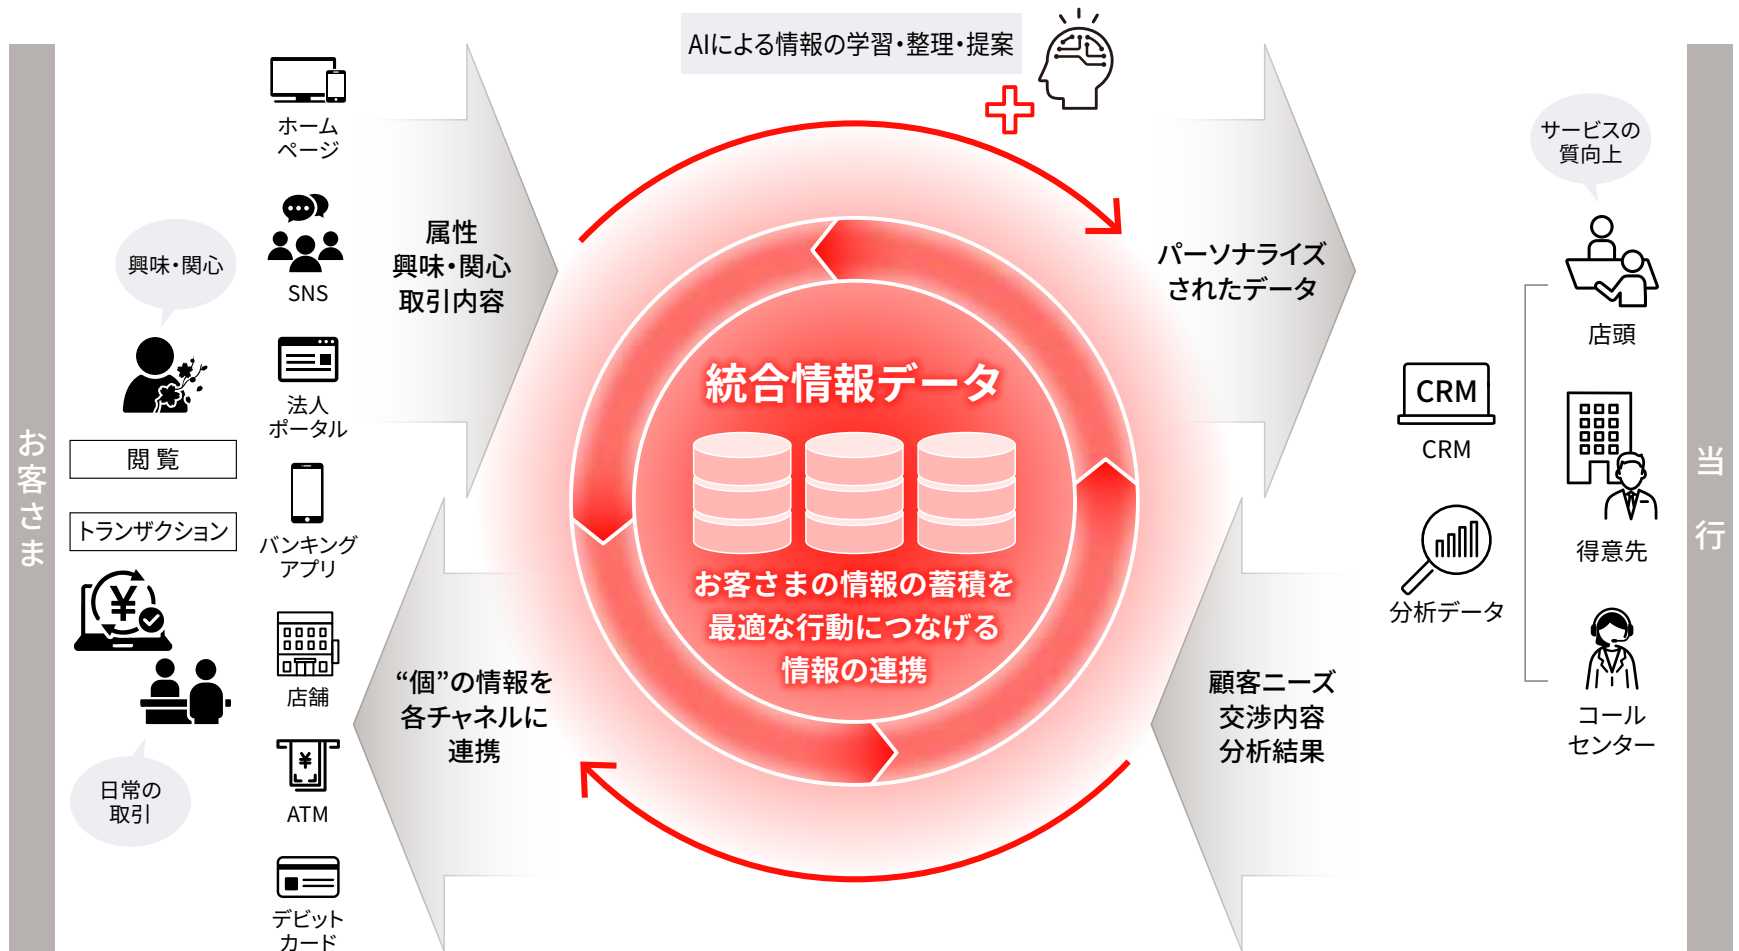 AIによる情報の学習・整理・提案
お客さま
興味・関心
閲覧
トランザクション
¥
日常の
取引
ホーム
ページ
SNS
法人
ポータル
バンキング
アプリ
店舗
¥
ATM
デビット
カード
属性
興味・関心
取引内容
“個”の情報を
各チャネルに
連携
統合情報データ
お客さまの情報の蓄積を
最適な行動につなげる
情報の連携
パーソナライズ
されたデータ
顧客ニーズ
交渉内容
分析結果
CRM
CRM
分析データ
サービスの
質向上
店頭
得意先
コール
センター
当行